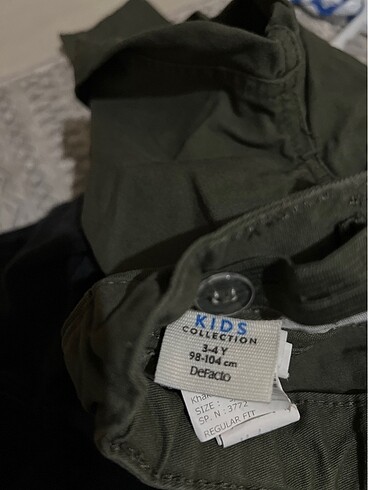 KIDS
COLLECTION
3-4 Y
98-104 cm
DeFacto
SIZE :
SP. N : 3772
REGULAR FIT